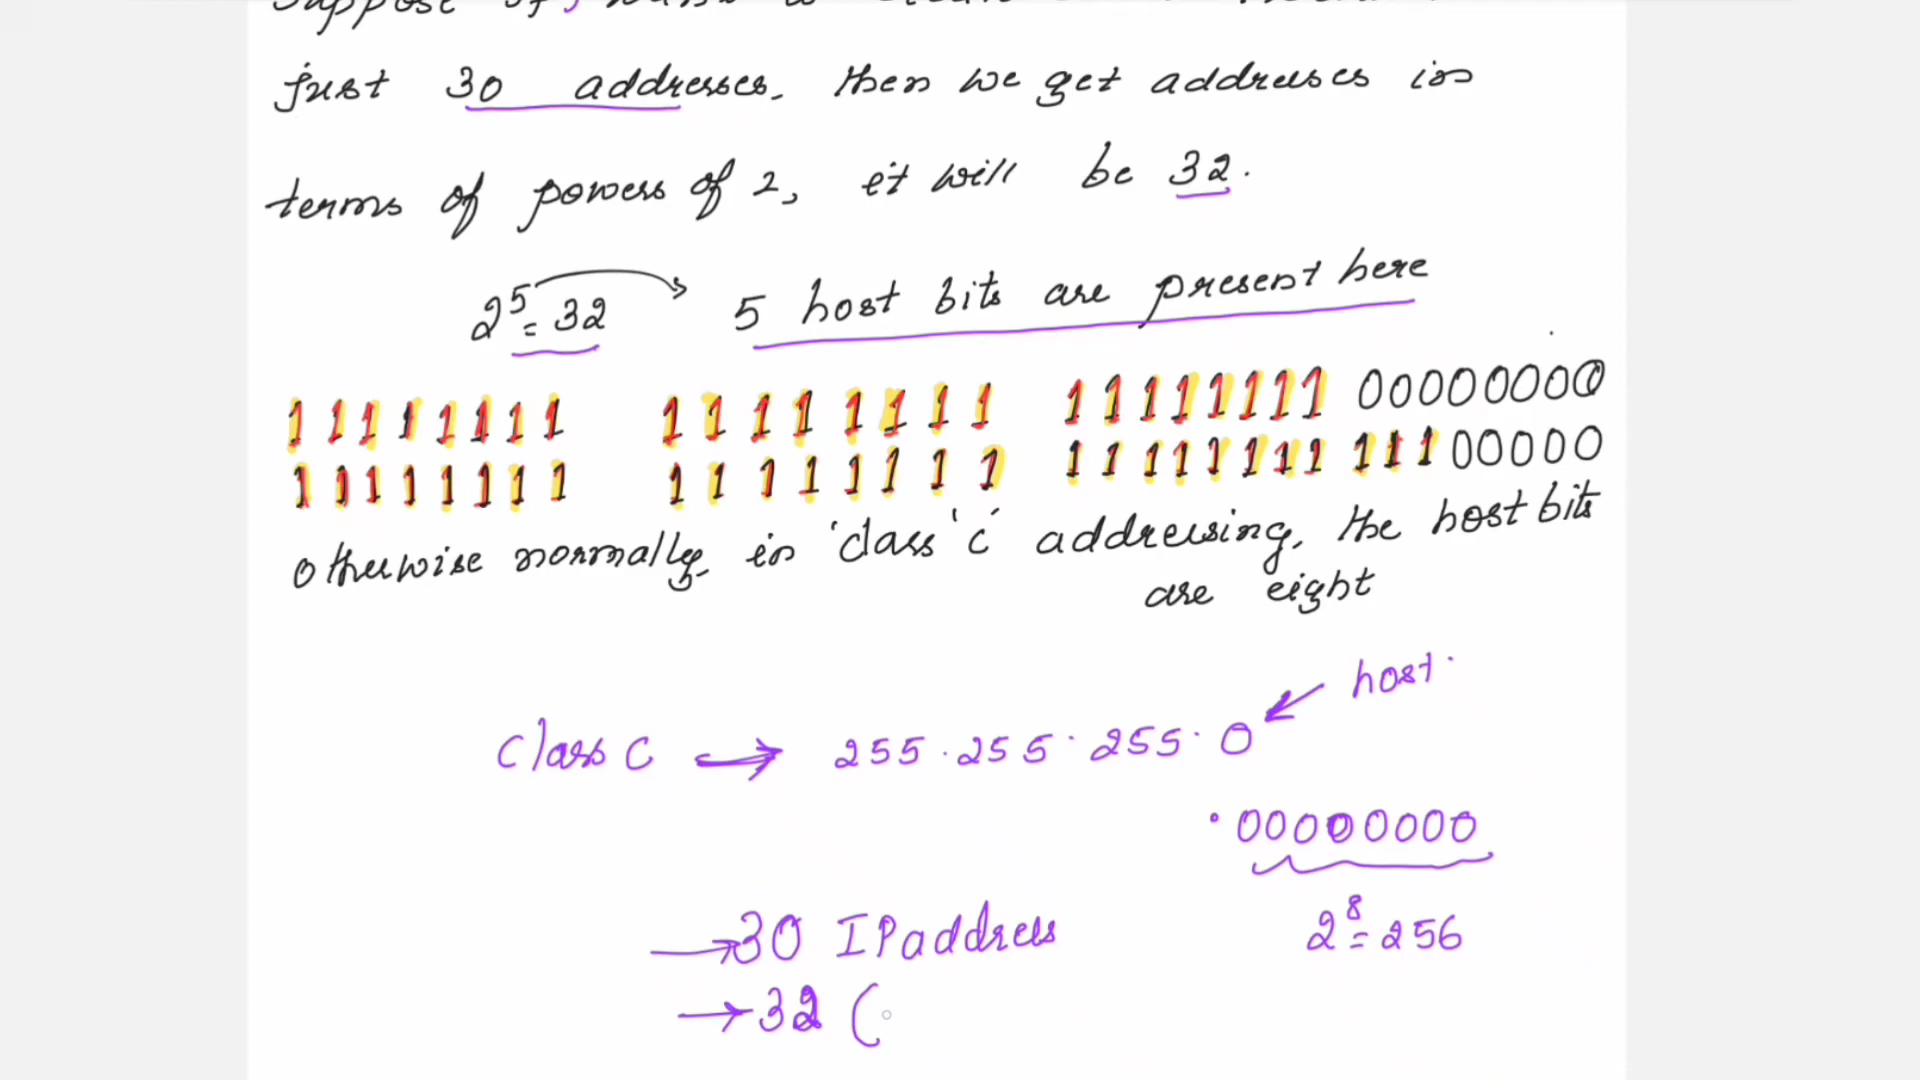 just 30 addresses. then we get addresses in
terms of powers of 2, it will be 32.
2⁵ = 32 5 host bits are present here
11111111 11111111 11111111 00000000
11111111 11111111 11111111 11100000
otherwise normally in 'class 'c' addressing, the host bits
are eight
host.
Class C → 255.255.255.0
.00000000
2⁸ = 256
→ 30 IP address
→ 32 (